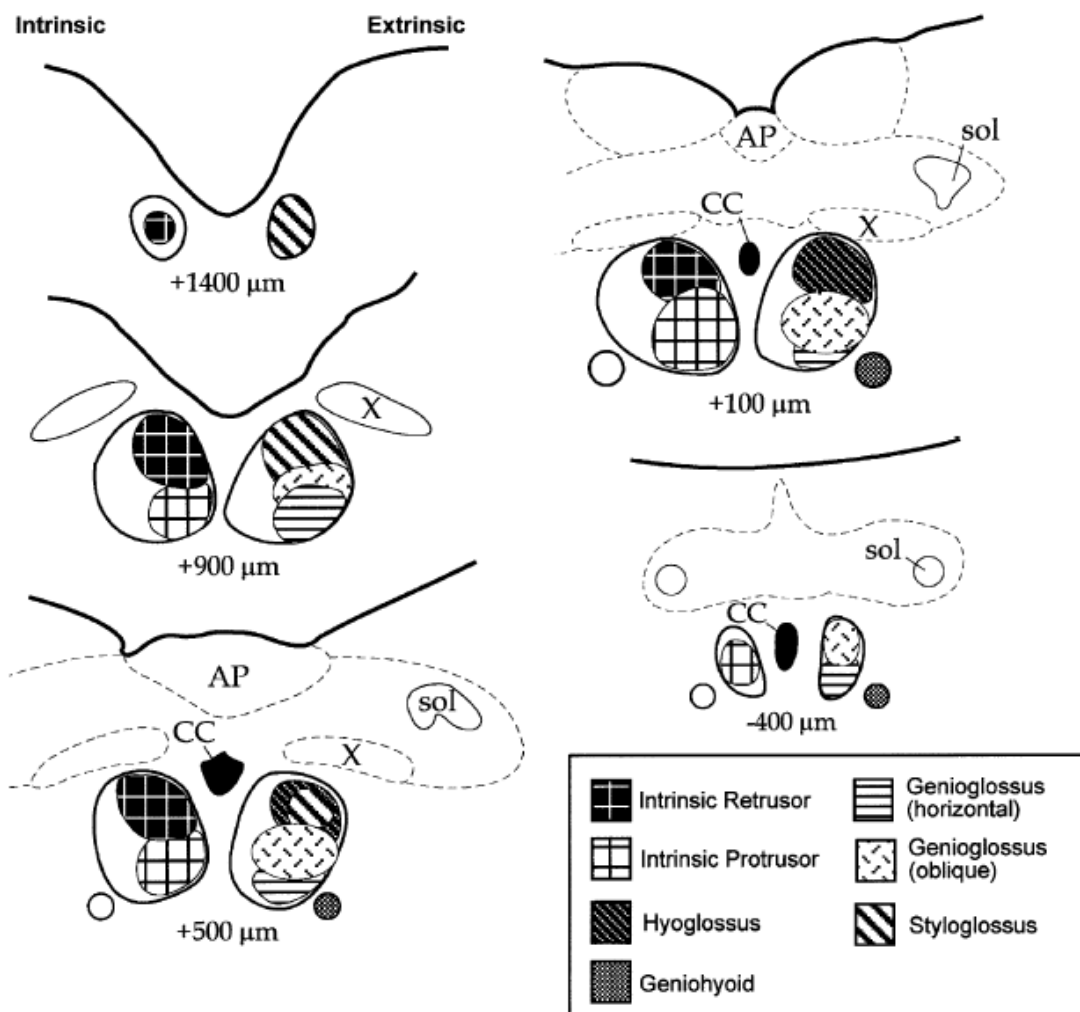 Intrinsic
Extrinsic
+1400 µm
X
+900 µm
AP
sol
CC
X
+500 µm
AP
sol
CC
X
+100 µm
sol
CC
-400 µm
Intrinsic Retrusor
Intrinsic Protrusor
Hyoglossus
Geniohyoid
Genioglossus
(horizontal)
Genioglossus
(oblique)
Styloglossus